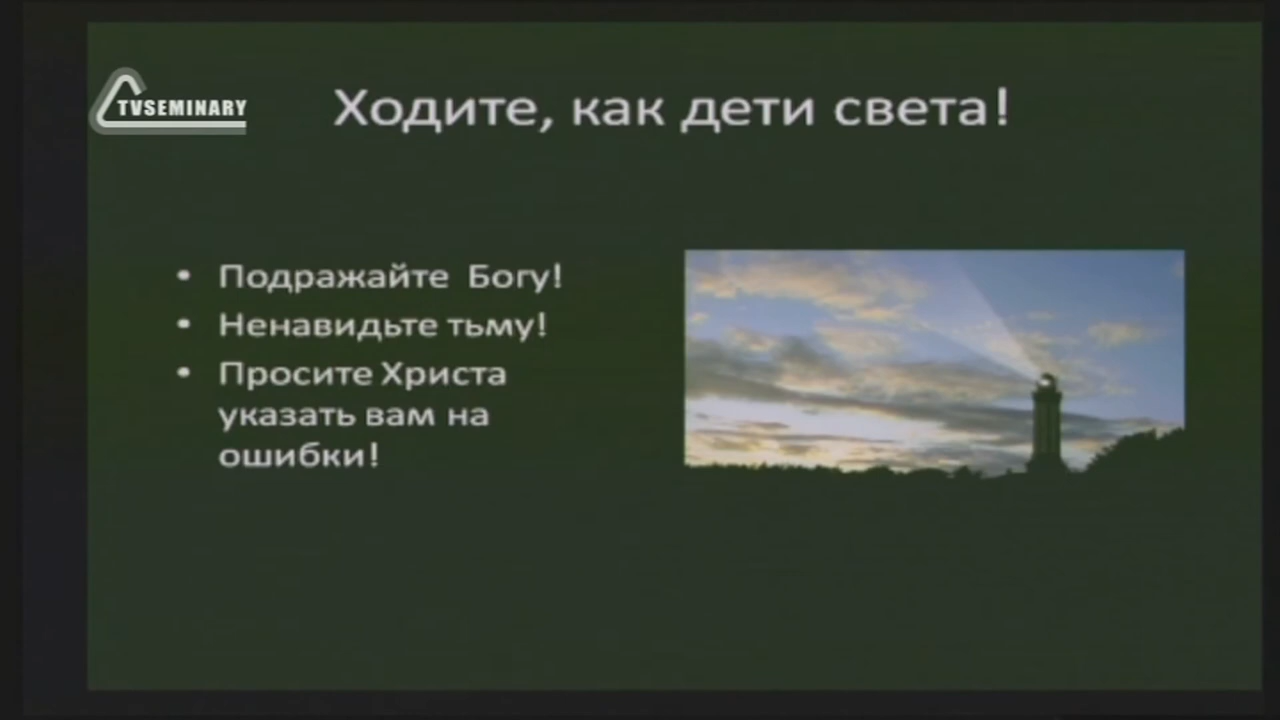 TVSEMINARY
Ходите, как дети света!
• Подражайте Богу!
• Ненавидьте тьму!
• Просите Христа
указать вам на
ошибки!